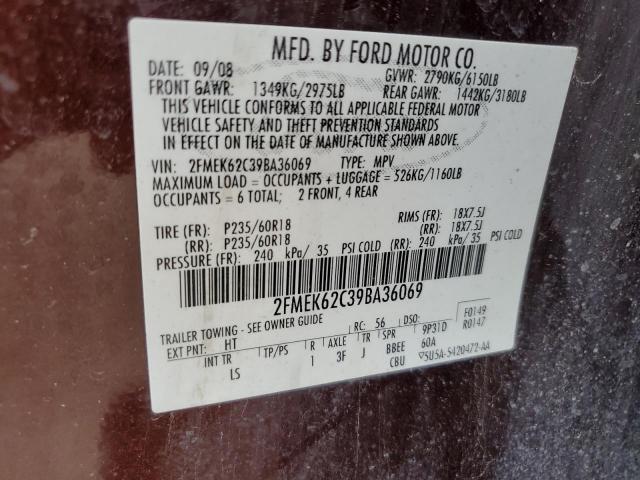 MFD. BY FORD MOTOR CO.
DATE: 09/08 GVWR: 2790KG/6150LB
FRONT GAWR: 1349KG/2975LB REAR GAWR: 1442KG/3180LB
THIS VEHICLE CONFORMS TO ALL APPLICABLE FEDERAL MOTOR
VEHICLE SAFETY AND THEFT PREVENTION STANDARDS
IN EFFECT ON THE DATE OF MANUFACTURE SHOWN ABOVE.
VIN: 2FMEK62C39BA36069 TYPE: MPV
MAXIMUM LOAD = OCCUPANTS + LUGGAGE = 526KG/1160LB
OCCUPANTS = 6 TOTAL; 2 FRONT, 4 REAR
TIRE (FR): P235/60R18 RIMS (FR): 18X7.5J
(RR): P235/60R18 (RR): 18X7.5J
PRESSURE (FR): 240 kPa/ 35 PSI COLD (RR): 240 kPa/ 35 PSI COLD
2FMEK62C39BA36069
F0149
R0147
TRAILER TOWING - SEE OWNER GUIDE
EXT PNT: HT RC: 56 DSO: 9P31D
INT TR TP/PS R AXLE TR SPR 60A
LS 1 3F J BBEE
CBU 5U5A-5420472-AA